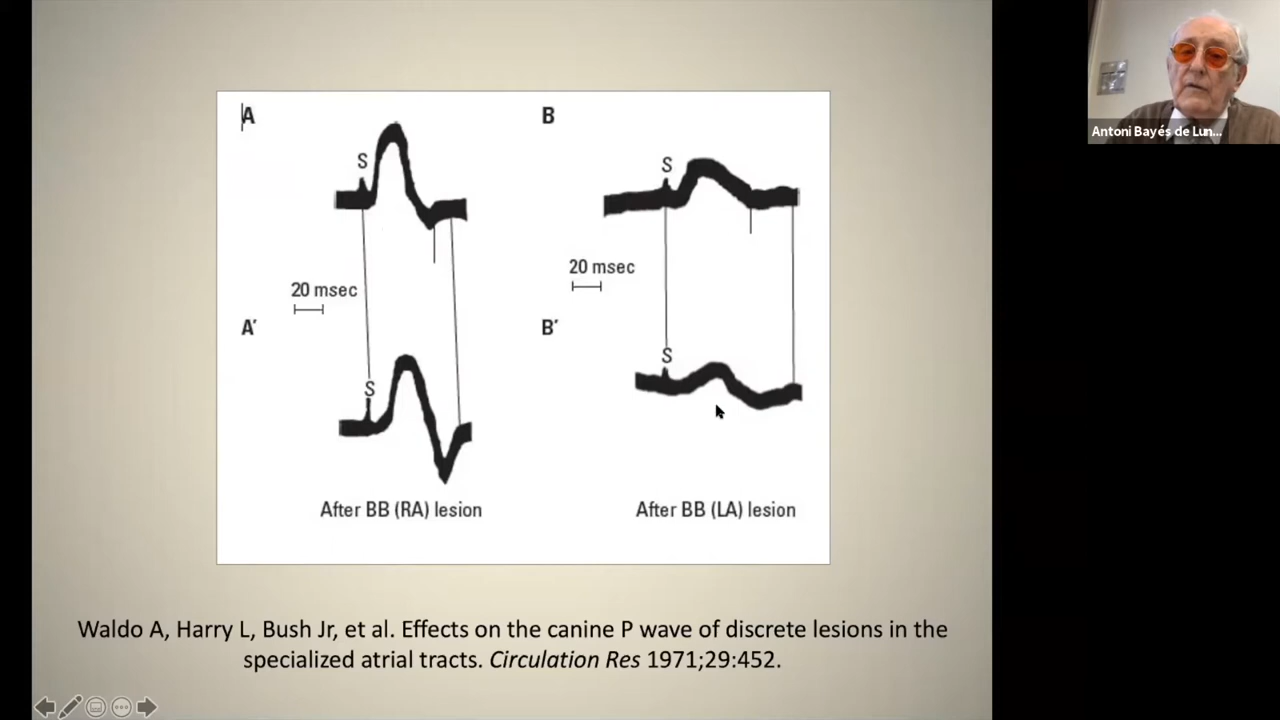 A
B
S
S
20 msec
20 msec
A′
B′
S
S
After BB (RA) lesion
After BB (LA) lesion
Waldo A, Harry L, Bush Jr, et al. Effects on the canine P wave of discrete lesions in the
specialized atrial tracts. Circulation Res 1971;29:452.
Antoni Bayés de Lun...